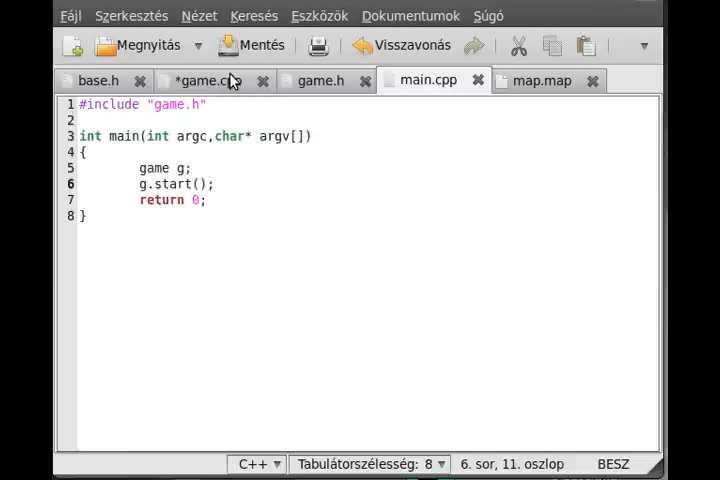 Fájl Szerkesztés Nézet Keresés Eszközök Dokumentumok Súgó
Megnyitás Mentés Visszavonás
base.h *game.cpp game.h main.cpp map.map
1 #include "game.h"
2
3 int main(int argc,char* argv[])
4 {
5 game g;
6 g.start();
7 return 0;
8 }
C++ Tabulátorszélesség: 8 6. sor, 11. oszlop BESZ